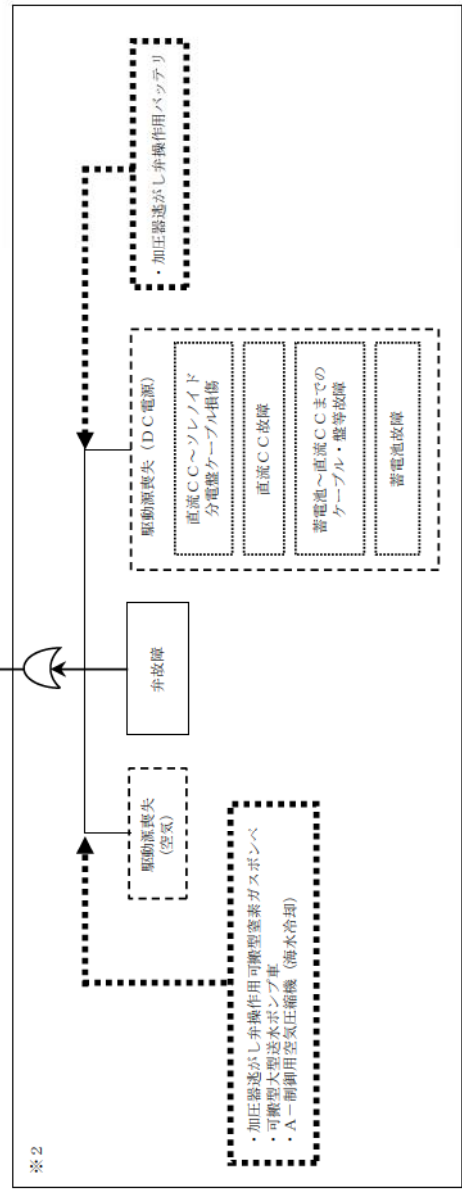 ※2
駆動源喪失
(空気)
弁故障
駆動源喪失(DC電源)
直流CC～ソレノイド
分電盤ケーブル損傷
直流CC故障
蓄電池～直流CCまでの
ケーブル・盤等故障
蓄電池故障
・加圧器逃がし弁操作用バッテリ
・加圧器逃がし弁操作用可搬型窒素ガスボンベ
・可搬型大型送水ポンプ車
・A－制御用空気圧縮機(海水冷却)